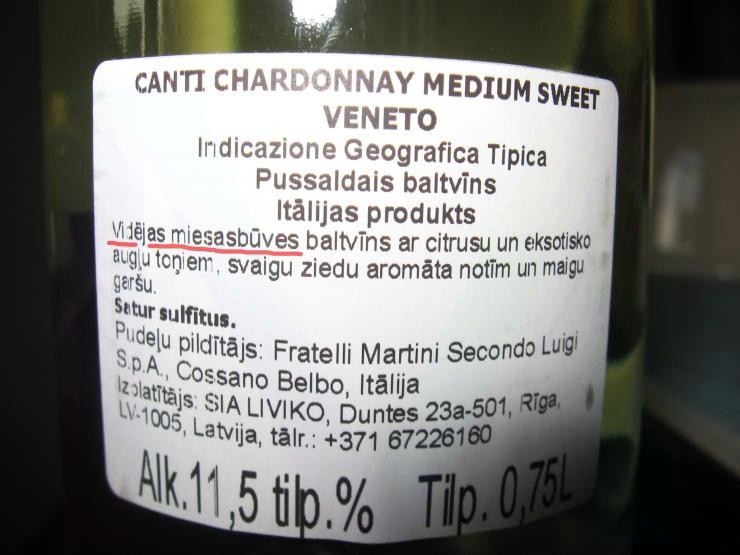 CANTI CHARDONNAY MEDIUM SWEET
VENETO
Indicazione Geografica Tipica
Pussaldais baltvīns
Itālijas produkts
Vidējas miesasbūves baltvīns ar citrusu un eksotisko
augļu toņiem, svaigu ziedu aromāta notīm un maigu
garšu.
Satur sulfītus.
Pudeļu pildītājs: Fratelli Martini Secondo Luigi
S.p.A., Cossano Belbo, Itālija
Izplatītājs: SIA LIVIKO, Duntes 23a-501, Rīga,
LV-1005, Latvija, tālr.: +371 67226160
Alk.11,5 tilp.% Tilp. 0,75L